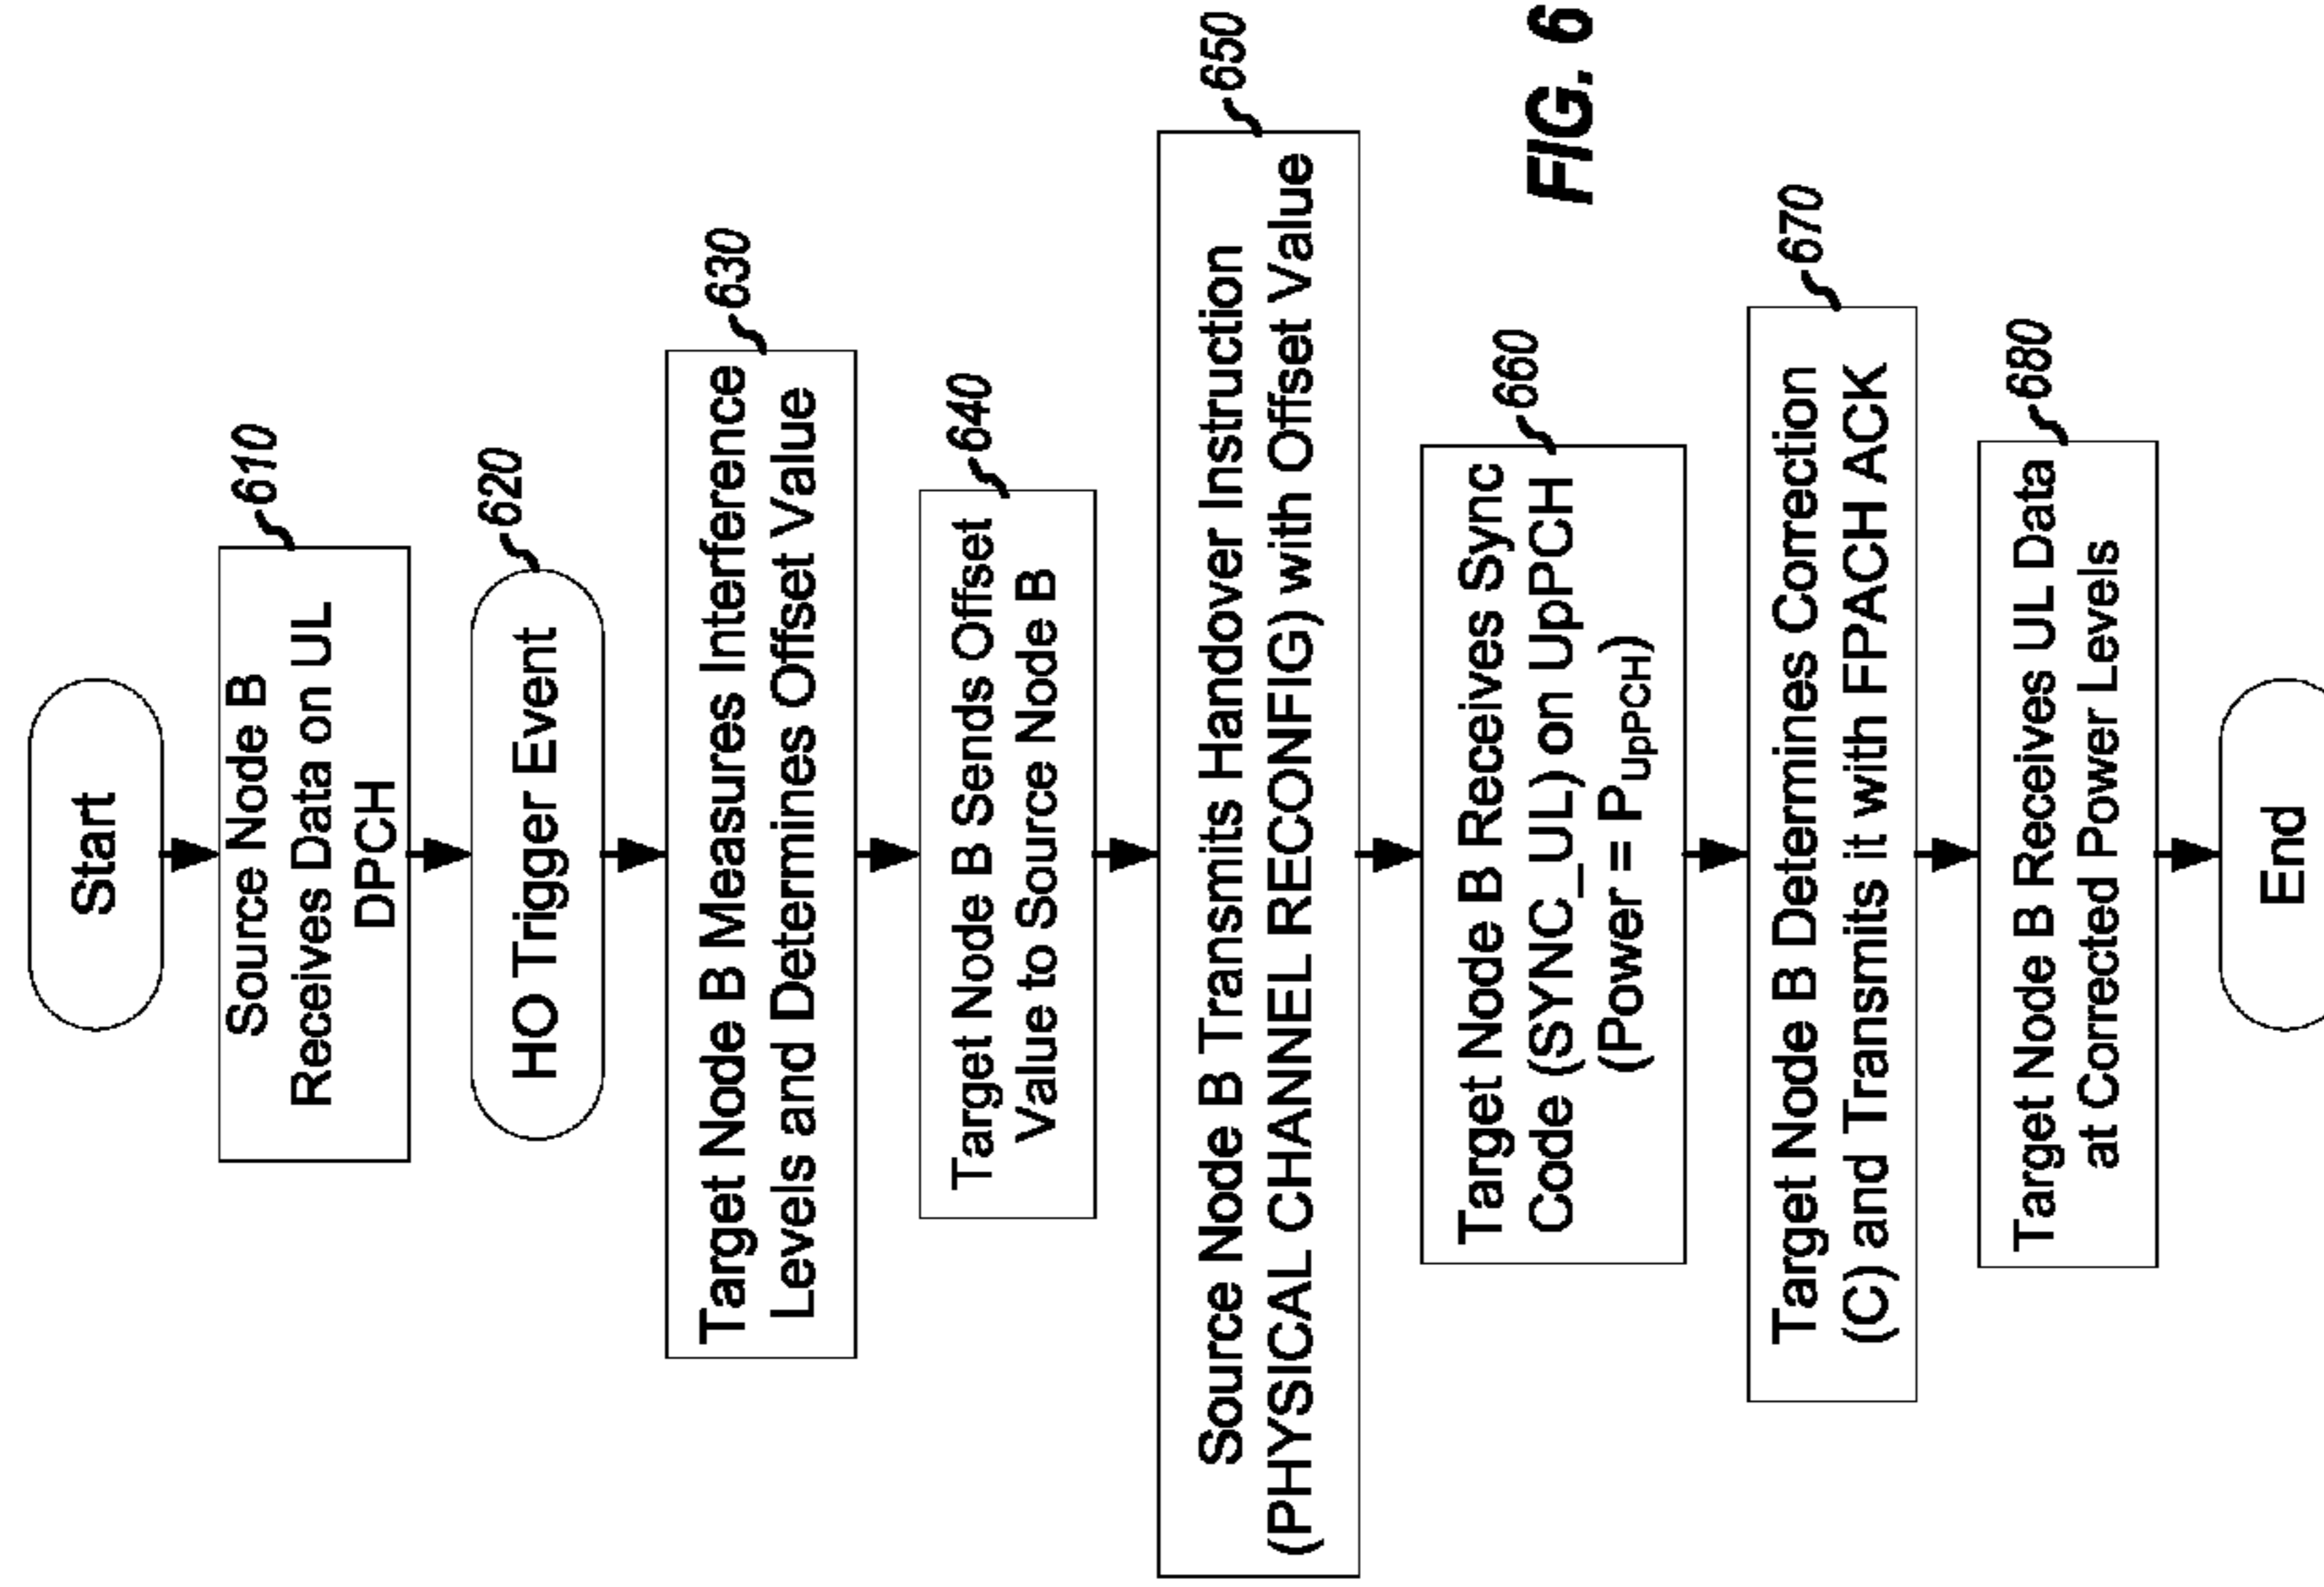 Start
Source Node B
Receives Data on UL
DPCH
610
HO Trigger Event
620
Target Node B Measures Interference
Levels and Determines Offset Value
630
Target Node B Sends Offset
Value to Source Node B
640
Source Node B Transmits Handover Instruction
(PHYSICAL CHANNEL RECONFIG) with Offset Value
650
Target Node B Receives Sync
Code (SYNC_UL) on UpPCH
(Power = PUpPCH)
660
Target Node B Determines Correction
(C) and Transmits it with FPACH ACK
670
Target Node B Receives UL Data
at Corrected Power Levels
680
End
FIG. 6